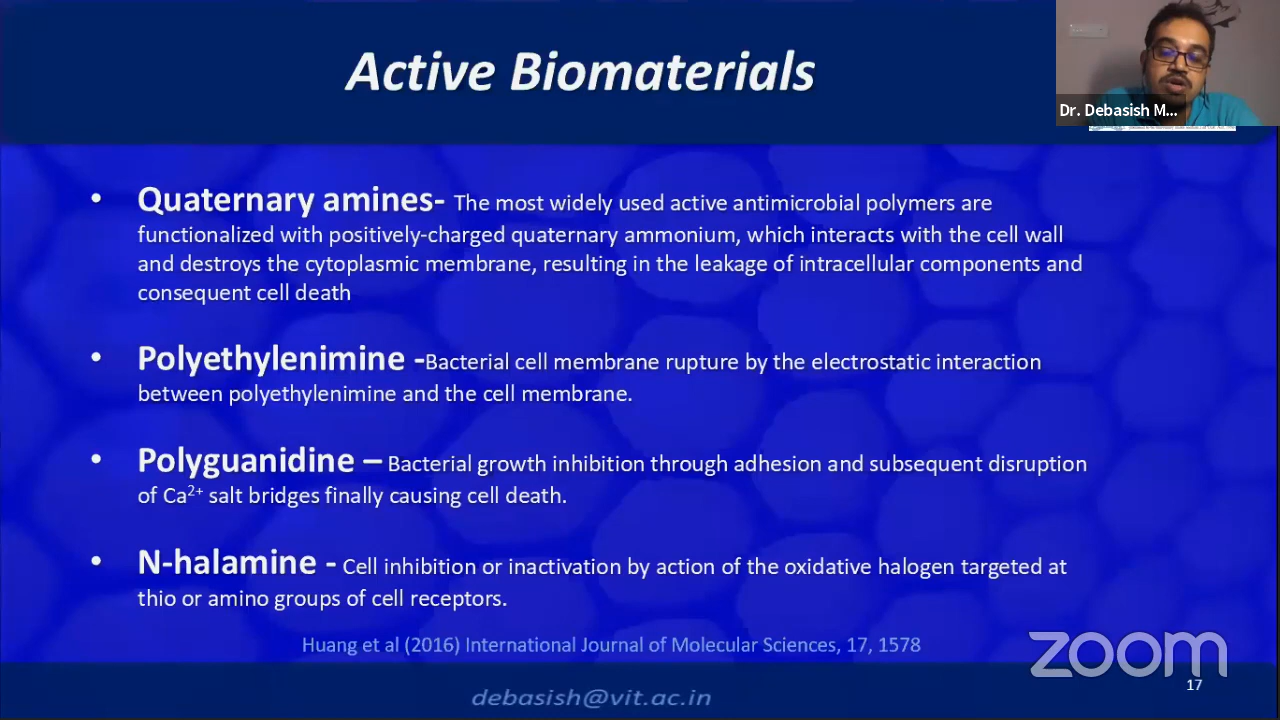 Active Biomaterials
Dr. Debasish M...
• Quaternary amines- The most widely used active antimicrobial polymers are
functionalized with positively-charged quaternary ammonium, which interacts with the cell wall
and destroys the cytoplasmic membrane, resulting in the leakage of intracellular components and
consequent cell death
• Polyethylenimine -Bacterial cell membrane rupture by the electrostatic interaction
between polyethylenimine and the cell membrane.
• Polyguanidine – Bacterial growth inhibition through adhesion and subsequent disruption
of Ca²⁺ salt bridges finally causing cell death.
• N-halamine - Cell inhibition or inactivation by action of the oxidative halogen targeted at
thio or amino groups of cell receptors.
Huang et al (2016) International Journal of Molecular Sciences, 17, 1578
zoom
17
debasish@vit.ac.in